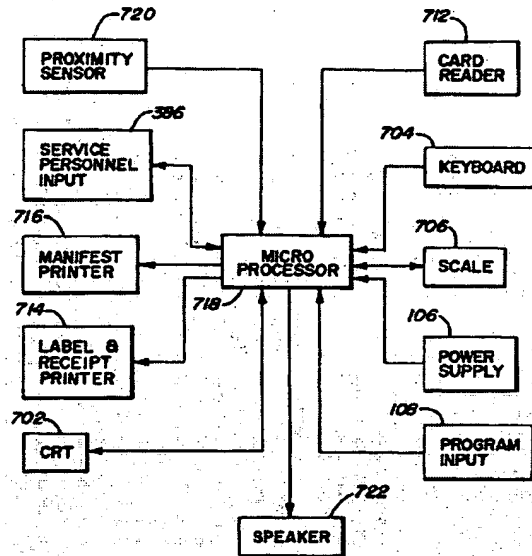 720
PROXIMITY
SENSOR
712
CARD
READER
386
SERVICE
PERSONNEL
INPUT
704
KEYBOARD
716
MANIFEST
PRINTER
MICRO
PROCESSOR
718
706
SCALE
714
LABEL &
RECEIPT
PRINTER
106
POWER
SUPPLY
702
CRT
108
PROGRAM
INPUT
722
SPEAKER